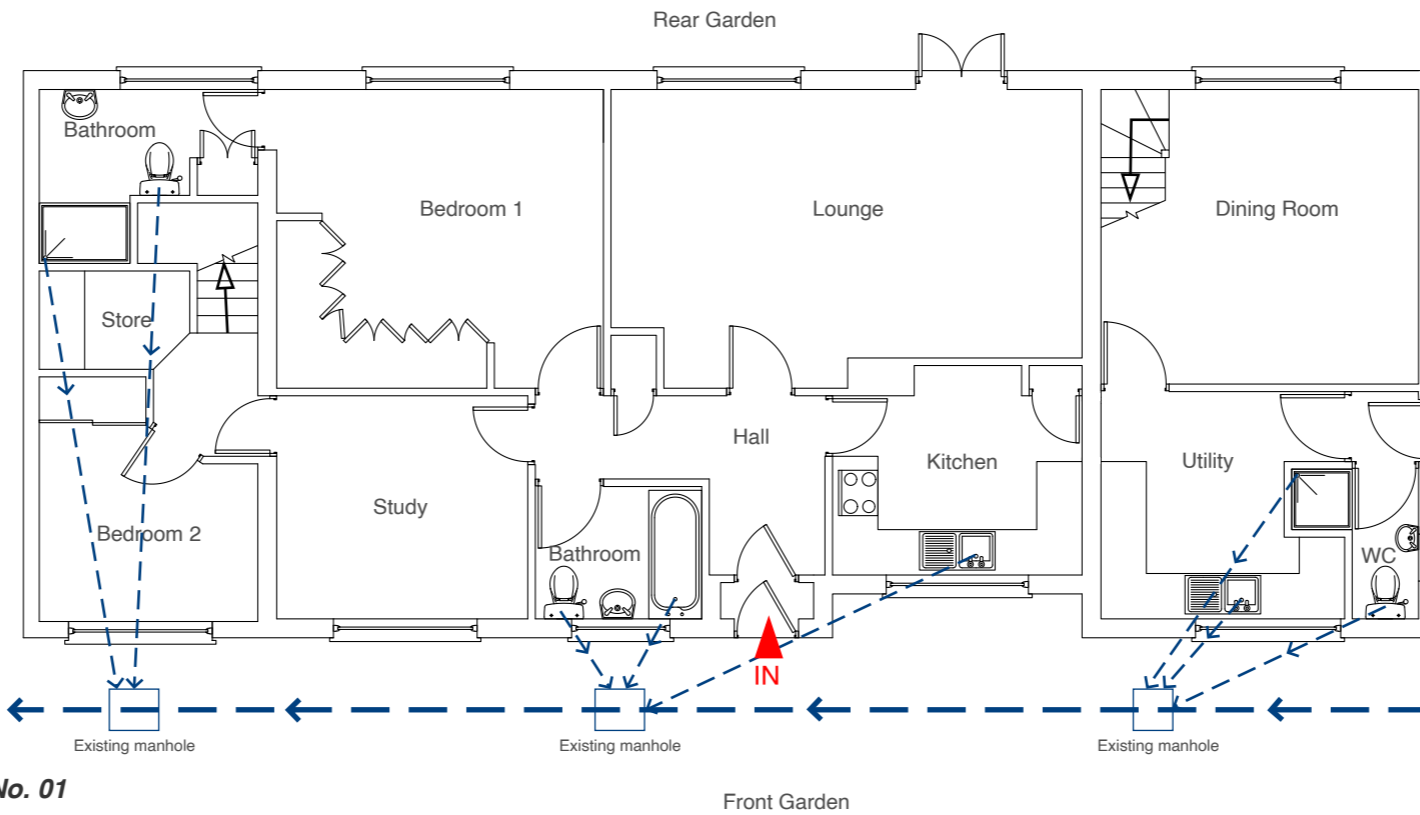 Rear Garden
Bathroom
Bedroom 1
Lounge
Dining Room
Store
Hall
Kitchen
Utility
Study
Bedroom 2
Bathroom
WC
IN
Existing manhole
Existing manhole
Existing manhole
No. 01
Front Garden